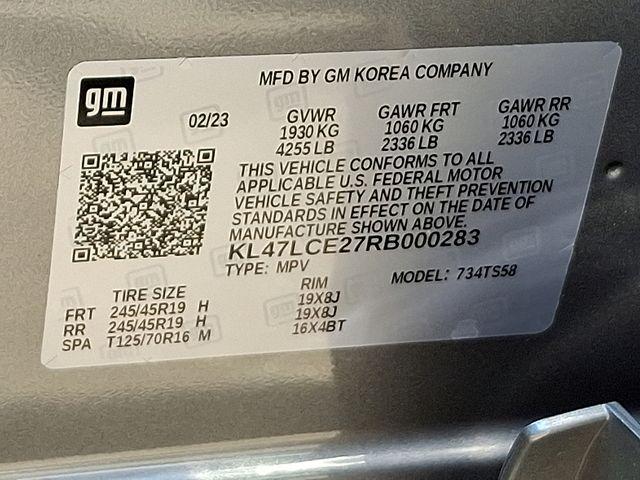 gm
MFD BY GM KOREA COMPANY
02/23 GVWR GAWR FRT GAWR RR
1930 KG 1060 KG 1060 KG
4255 LB 2336 LB 2336 LB
THIS VEHICLE CONFORMS TO ALL
APPLICABLE U.S. FEDERAL MOTOR
VEHICLE SAFETY AND THEFT PREVENTION
STANDARDS IN EFFECT ON THE DATE OF
MANUFACTURE SHOWN ABOVE.
KL47LCE27RB000283
TYPE: MPV MODEL: 734TS58
TIRE SIZE RIM
FRT 245/45R19 H 19X8J
RR 245/45R19 H 19X8J
SPA T125/70R16 M 16X4BT